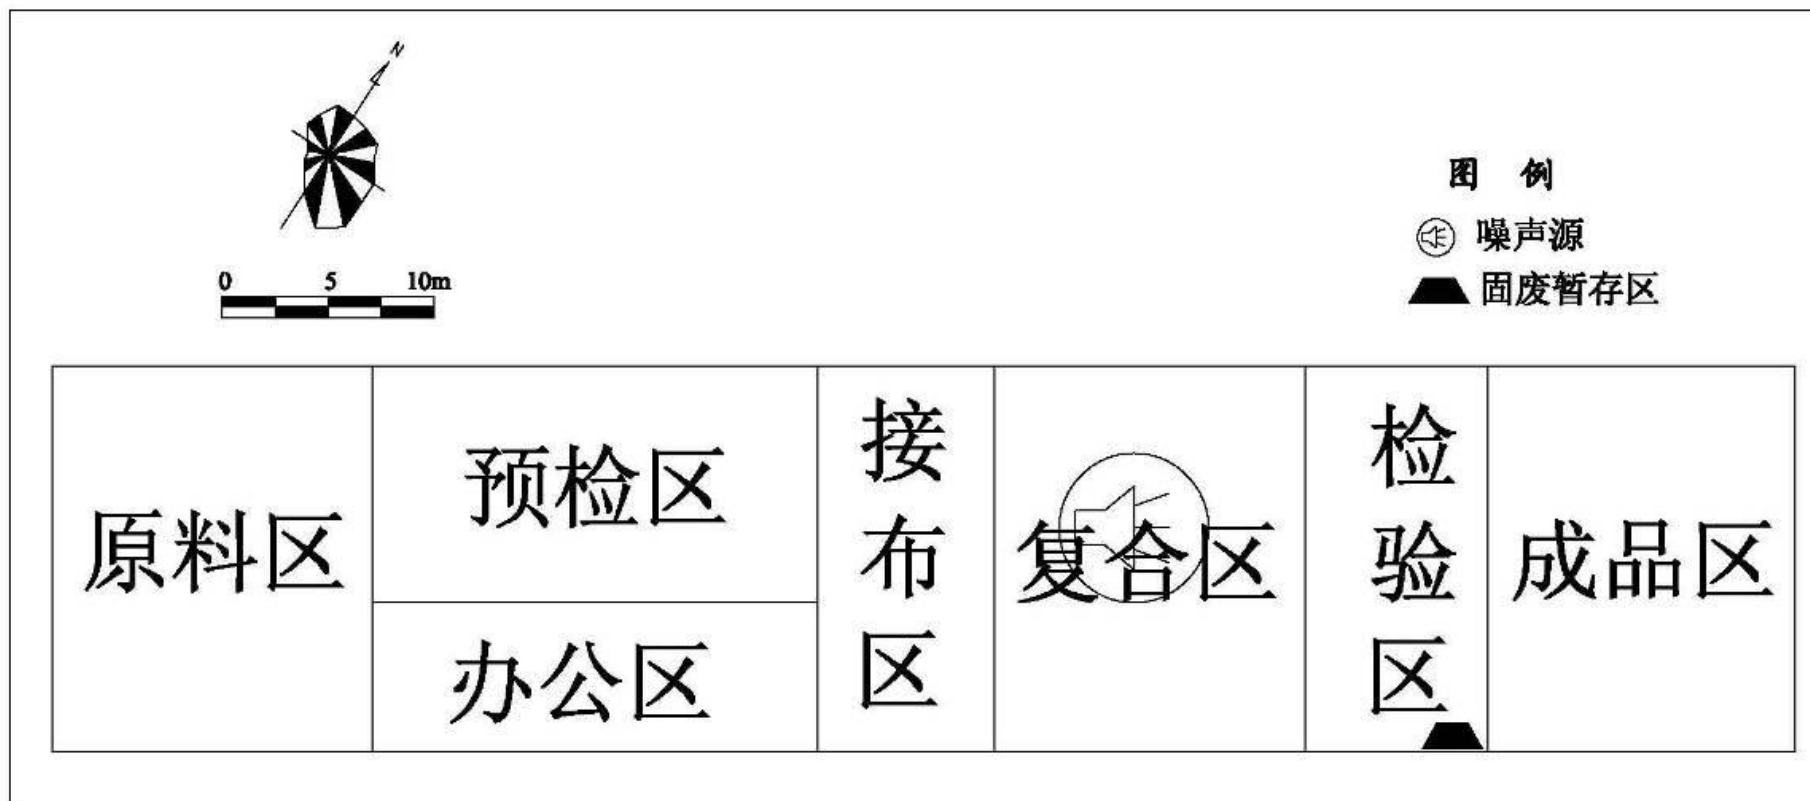 N
0 5 10m
图 例
噪声源
固废暂存区
原料区
预检区
办公区
接布区
复合区
检验区
成品区